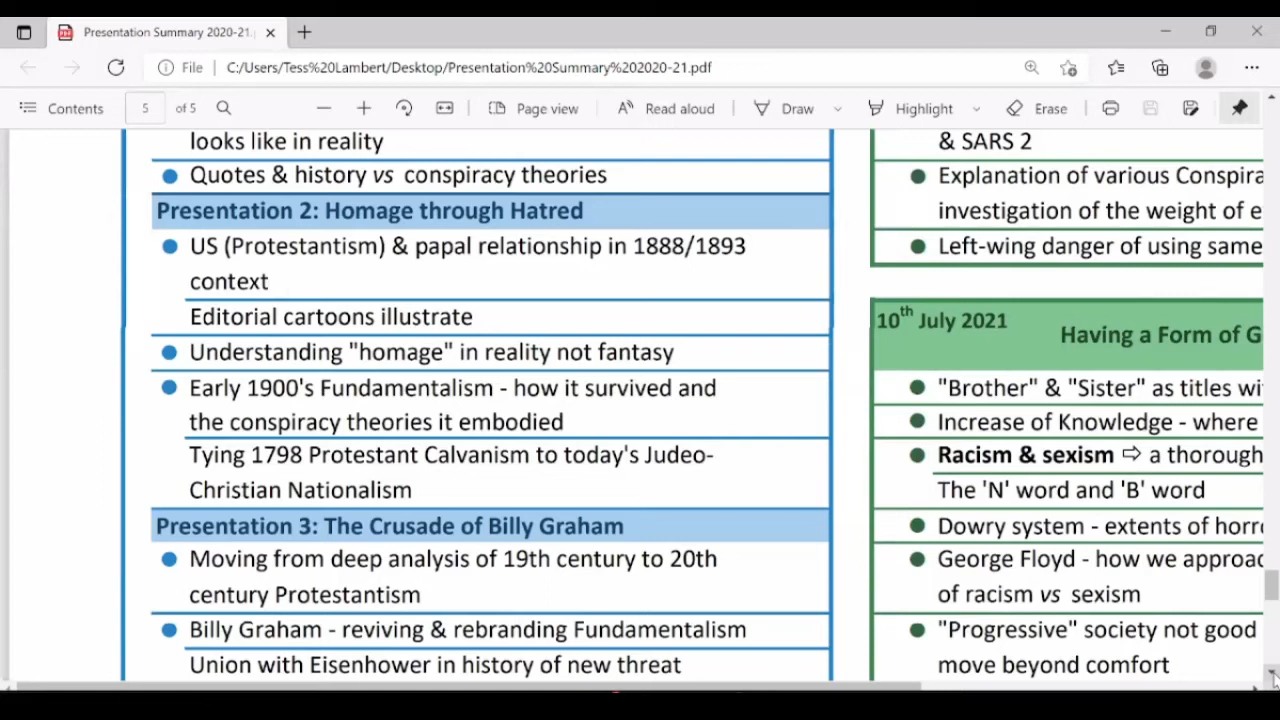 Presentation Summary 2020-21.
File
C:/Users/Tess%20Lambert/Desktop/Presentation%20Summary%202020-21.pdf
Contents
5
of 5
Page view
Read aloud
Draw
Highlight
Erase
looks like in reality
Quotes & history vs conspiracy theories
Presentation 2: Homage through Hatred
US (Protestantism) & papal relationship in 1888/1893
context
Editorial cartoons illustrate
Understanding "homage" in reality not fantasy
Early 1900's Fundamentalism - how it survived and
the conspiracy theories it embodied
Tying 1798 Protestant Calvanism to today's Judeo-
Christian Nationalism
Presentation 3: The Crusade of Billy Graham
Moving from deep analysis of 19th century to 20th
century Protestantism
Billy Graham - reviving & rebranding Fundamentalism
Union with Eisenhower in history of new threat
& SARS 2
Explanation of various Conspira
investigation of the weight of e
Left-wing danger of using same
10th July 2021
Having a Form of G
"Brother" & "Sister" as titles wi
Increase of Knowledge - where
Racism & sexism ⇨ a thorough
The 'N' word and 'B' word
Dowry system - extents of horr
George Floyd - how we approac
of racism vs sexism
"Progressive" society not good
move beyond comfort